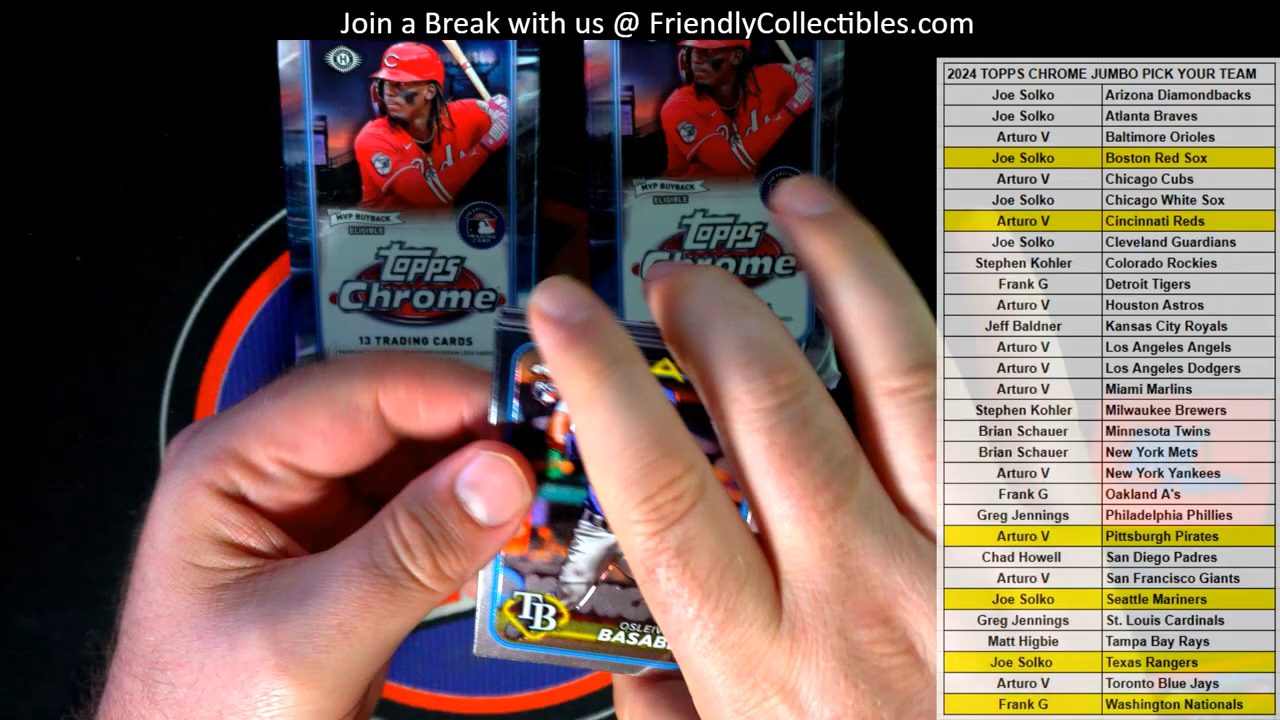 Join a Break with us @ FriendlyCollectibles.com
MVP BUYBACK
ELIGIBLE
topps
Chrome
13 TRADING CARDS
MVP BUYBACK
ELIGIBLE
topps
Chrome
TB
2024 TOPPS CHROME JUMBO PICK YOUR TEAM
Joe Solko Arizona Diamondbacks
Joe Solko Atlanta Braves
Arturo V Baltimore Orioles
Joe Solko Boston Red Sox
Arturo V Chicago Cubs
Joe Solko Chicago White Sox
Arturo V Cincinnati Reds
Joe Solko Cleveland Guardians
Stephen Kohler Colorado Rockies
Frank G Detroit Tigers
Arturo V Houston Astros
Jeff Baldner Kansas City Royals
Arturo V Los Angeles Angels
Arturo V Los Angeles Dodgers
Arturo V Miami Marlins
Stephen Kohler Milwaukee Brewers
Brian Schauer Minnesota Twins
Brian Schauer New York Mets
Arturo V New York Yankees
Frank G Oakland A's
Greg Jennings Philadelphia Phillies
Arturo V Pittsburgh Pirates
Chad Howell San Diego Padres
Arturo V San Francisco Giants
Joe Solko Seattle Mariners
Greg Jennings St. Louis Cardinals
Matt Higbie Tampa Bay Rays
Joe Solko Texas Rangers
Arturo V Toronto Blue Jays
Frank G Washington Nationals